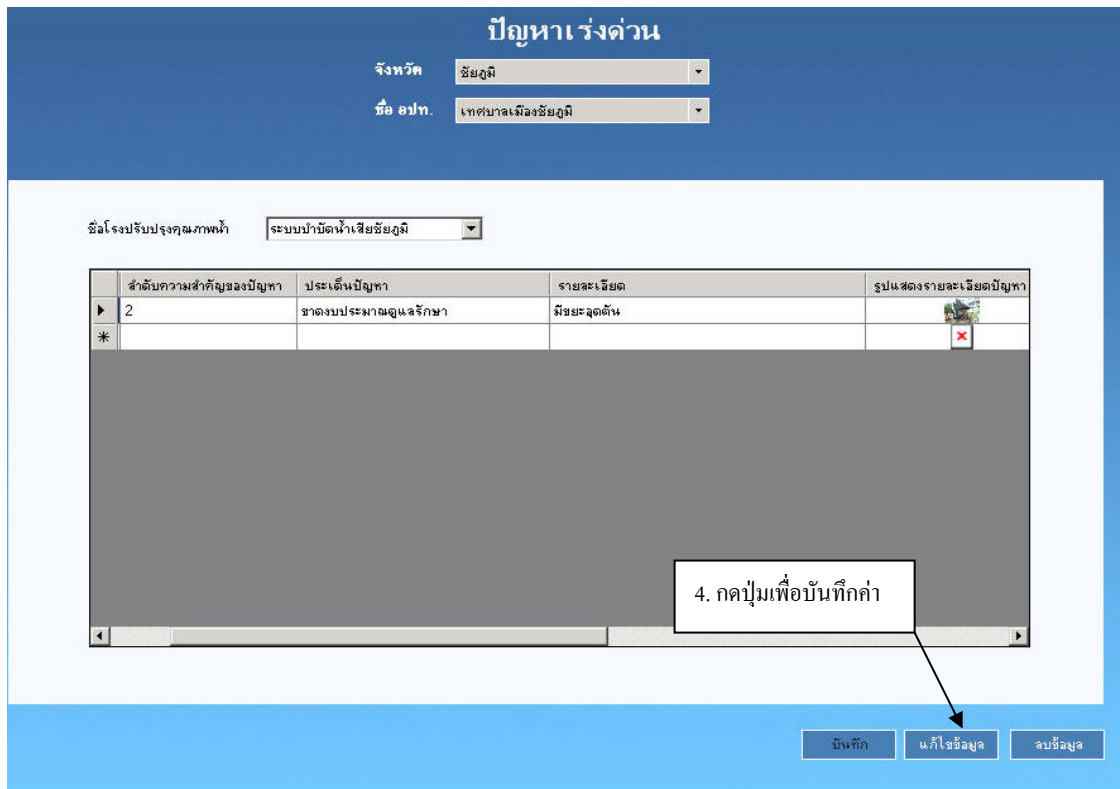 ปัญหาเร่งด่วน
จังหวัด ชัยภูมิ
ชื่อ อปท. เทศบาลเมืองชัยภูมิ
ชื่อโรงปรับปรุงคุณภาพน้ำ ระบบบำบัดน้ำเสียชัยภูมิ
ลำดับความสำคัญของปัญหา ประเด็นปัญหา รายละเอียด รูปแสดงรายละเอียดปัญหา
2 ขาดงบประมาณดูแลรักษา มีขยะอุดตัน
4. กดปุ่มเพื่อบันทึกค่า
บันทึก แก้ไขข้อมูล ลบข้อมูล